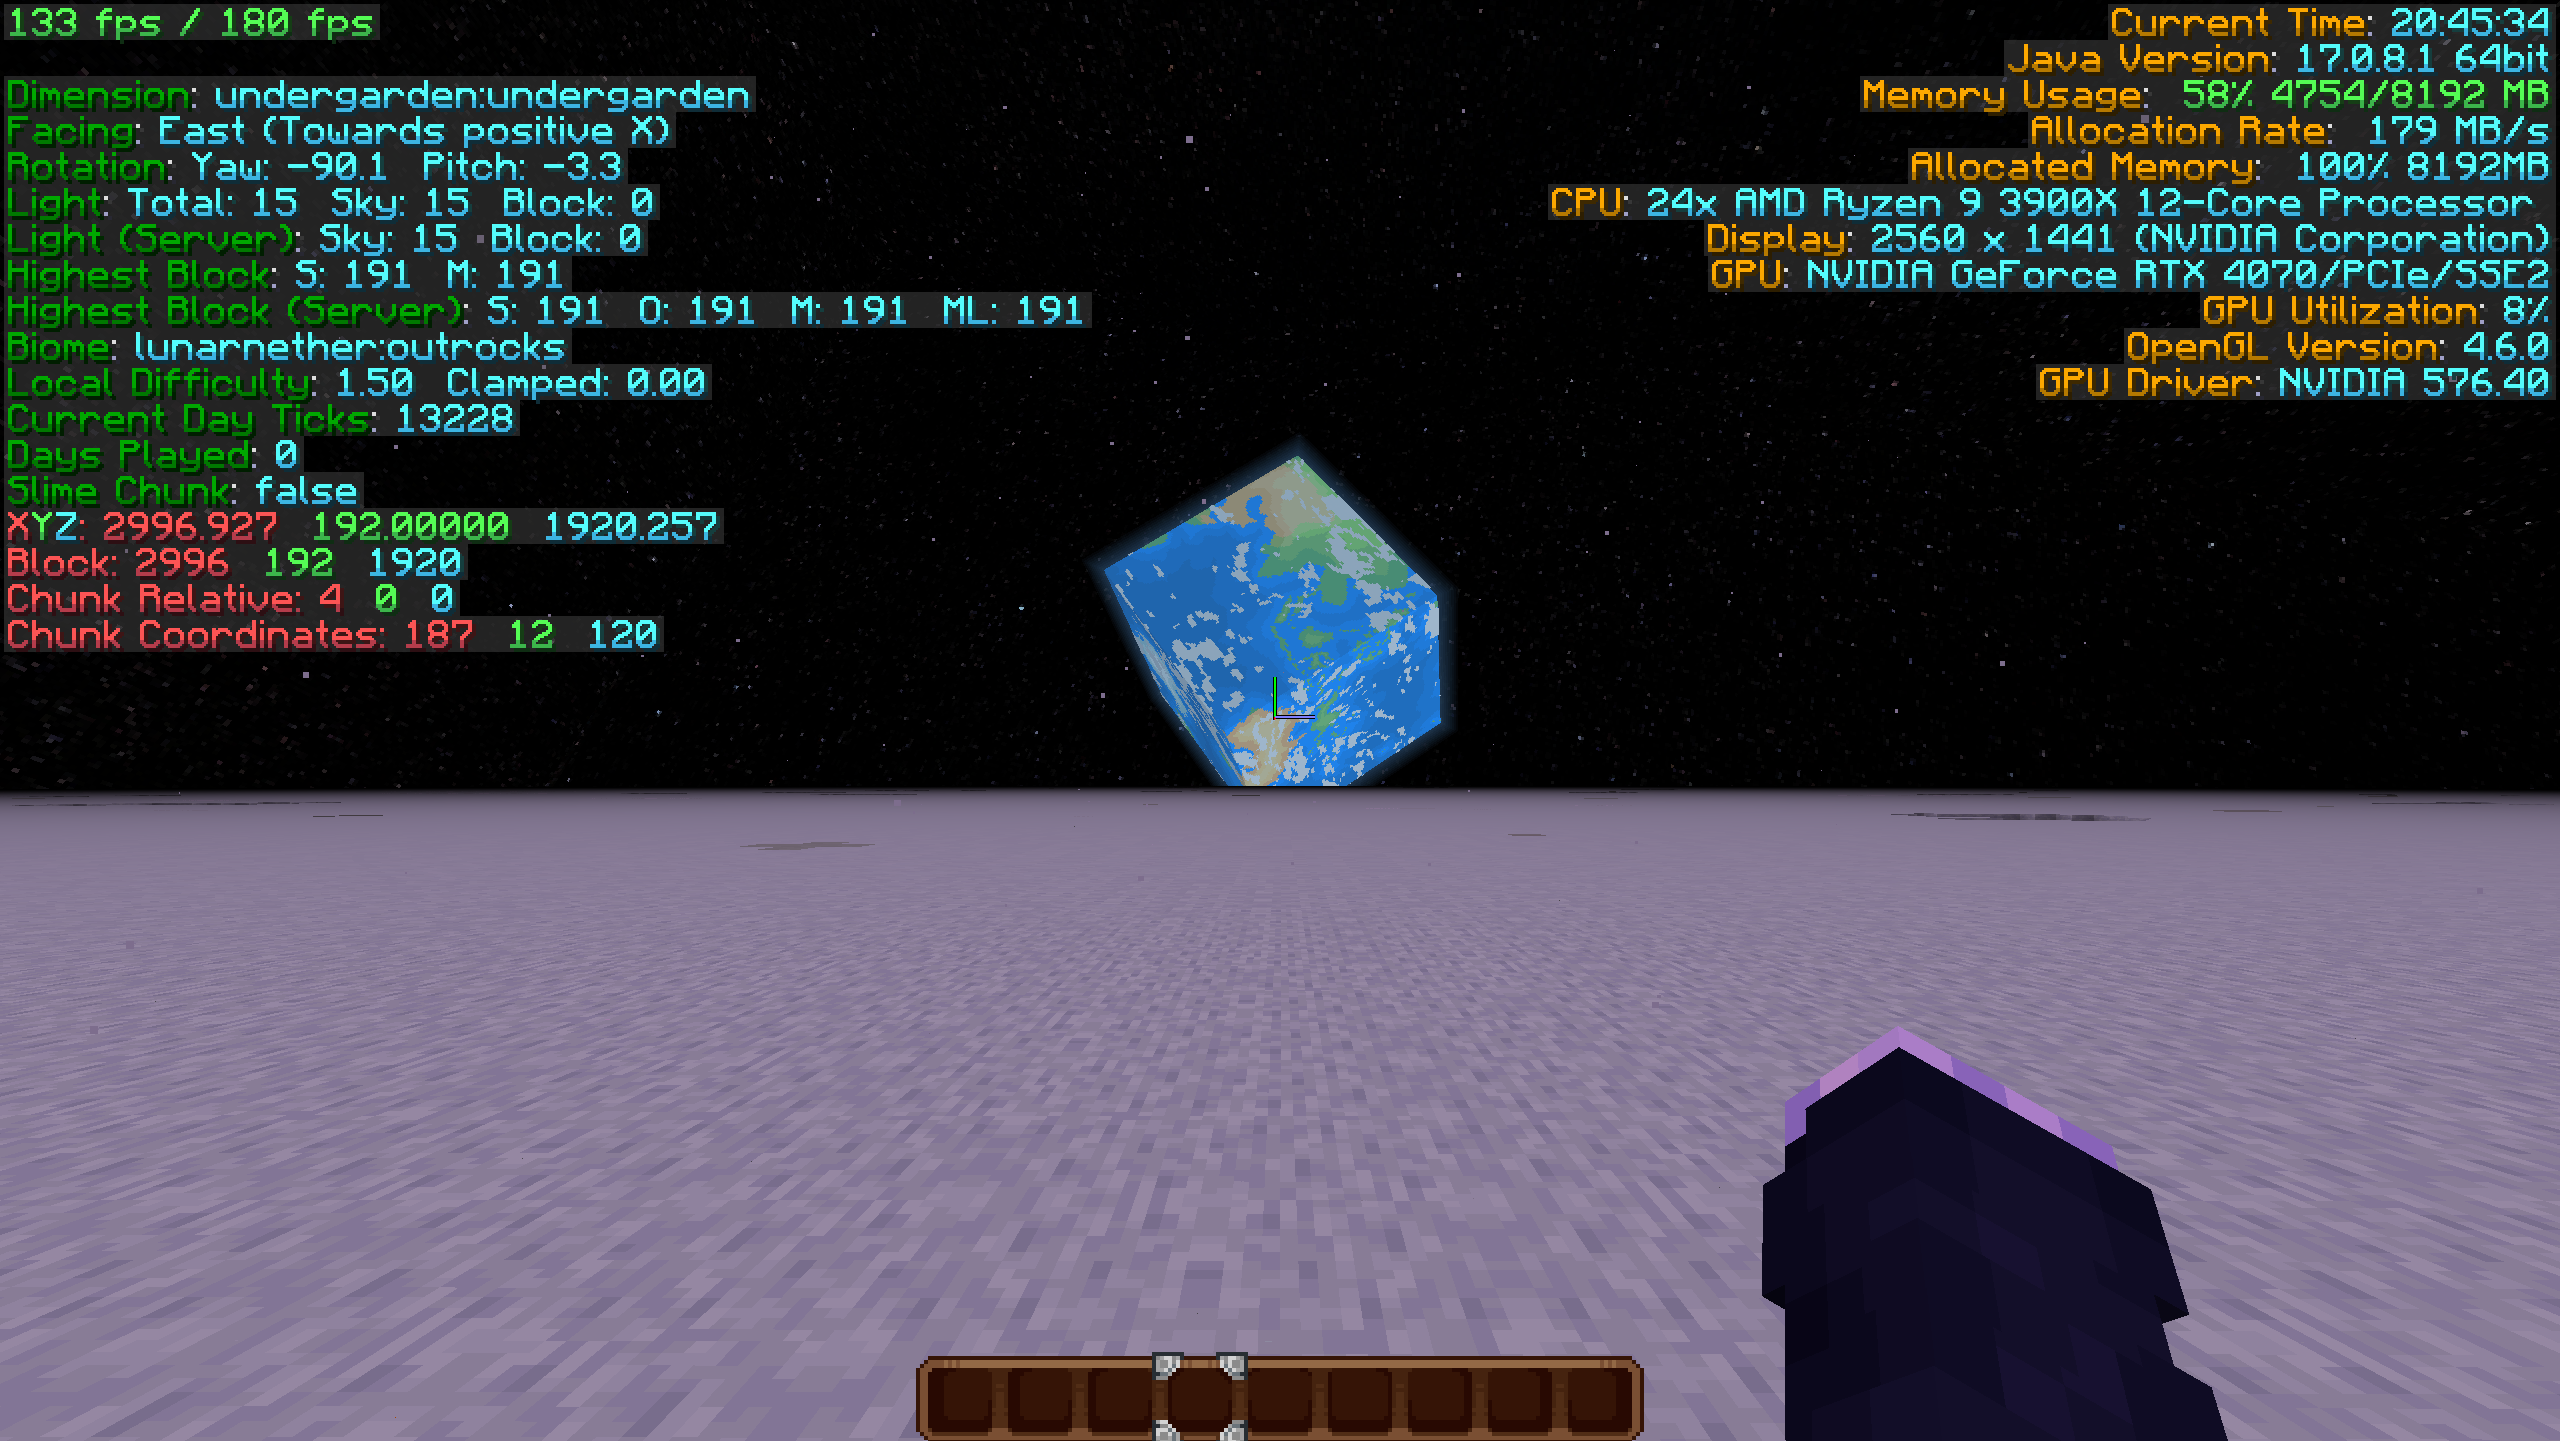 133 fps / 180 fps
Dimension: undergarden:undergarden
Facing: East (Towards positive X)
Rotation: Yaw: -90.1 Pitch: -3.3
Light: Total: 15 Sky: 15 Block: 0
Light (Server): Sky: 15 Block: 0
Highest Block: S: 191 M: 191
Highest Block (Server): S: 191 O: 191 M: 191 ML: 191
Biome: lunarnether:outrocks
Local Difficulty: 1.50 Clamped: 0.00
Current Day Ticks: 13228
Days Played: 0
Slime Chunk: false
XYZ: 2996.927 192.00000 1920.257
Block: 2996 192 1920
Chunk Relative: 4 0 0
Chunk Coordinates: 187 12 120
Current Time: 20:45:34
Java Version: 17.0.8.1 64bit
Memory Usage: 58% 4754/8192 MB
Allocation Rate: 179 MB/s
Allocated Memory: 100% 8192MB
CPU: 24x AMD Ryzen 9 3900X 12-Core Processor
Display: 2560 x 1441 (NVIDIA Corporation)
GPU: NVIDIA GeForce RTX 4070/PCIe/SSE2
GPU Utilization: 8%
OpenGL Version: 4.6.0
GPU Driver: NVIDIA 576.40